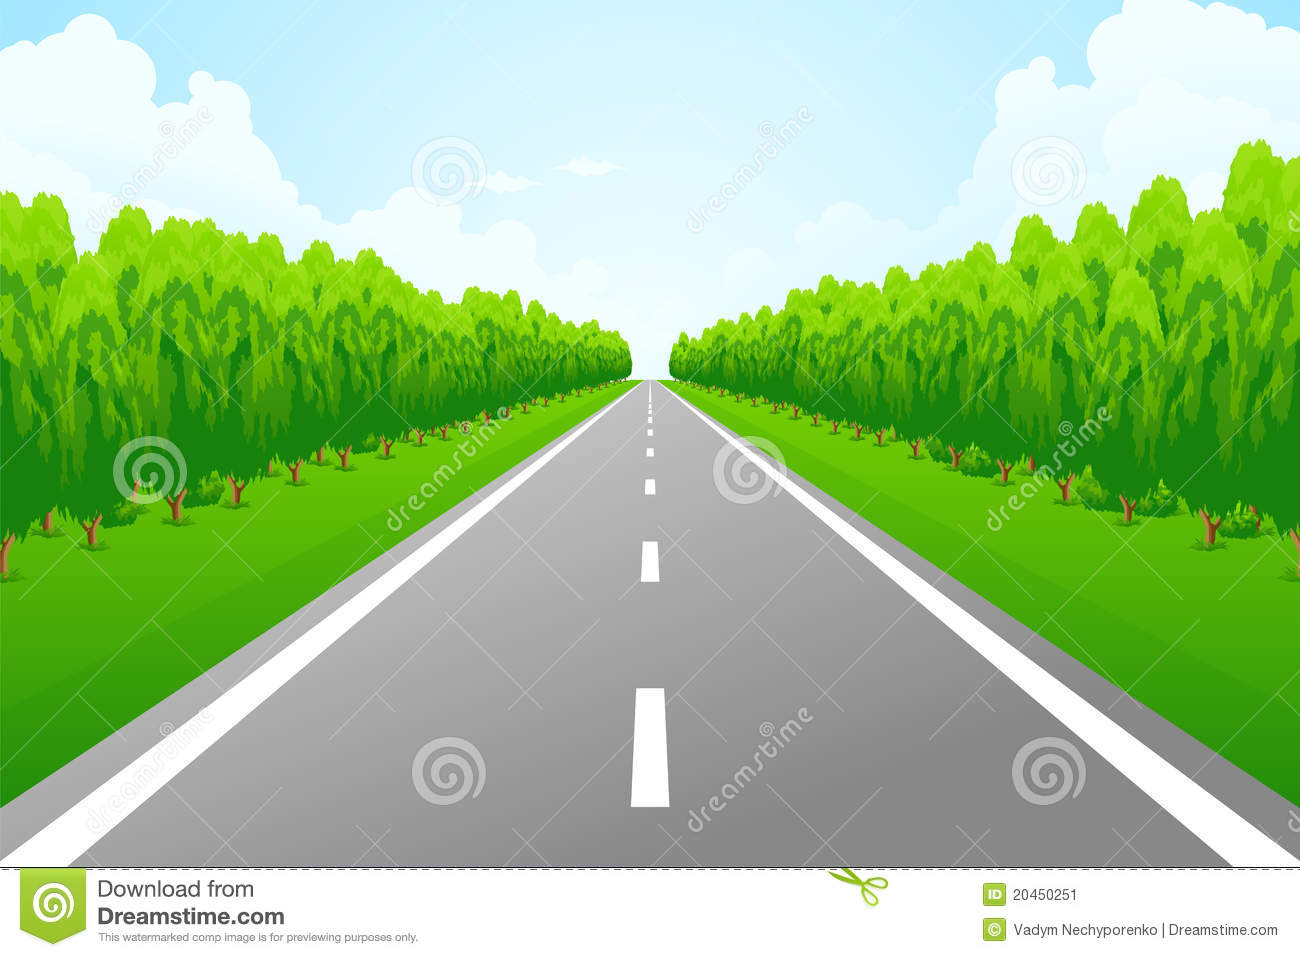 dreamstime
dreamstime
dreamstime
dreamstime
dreamstime
dreamstime
dreamstime
Download from
Dreamstime.com
This watermarked comp image is for previewing purposes only.
ID 20450251
© Vadym Nechyporenko | Dreamstime.com